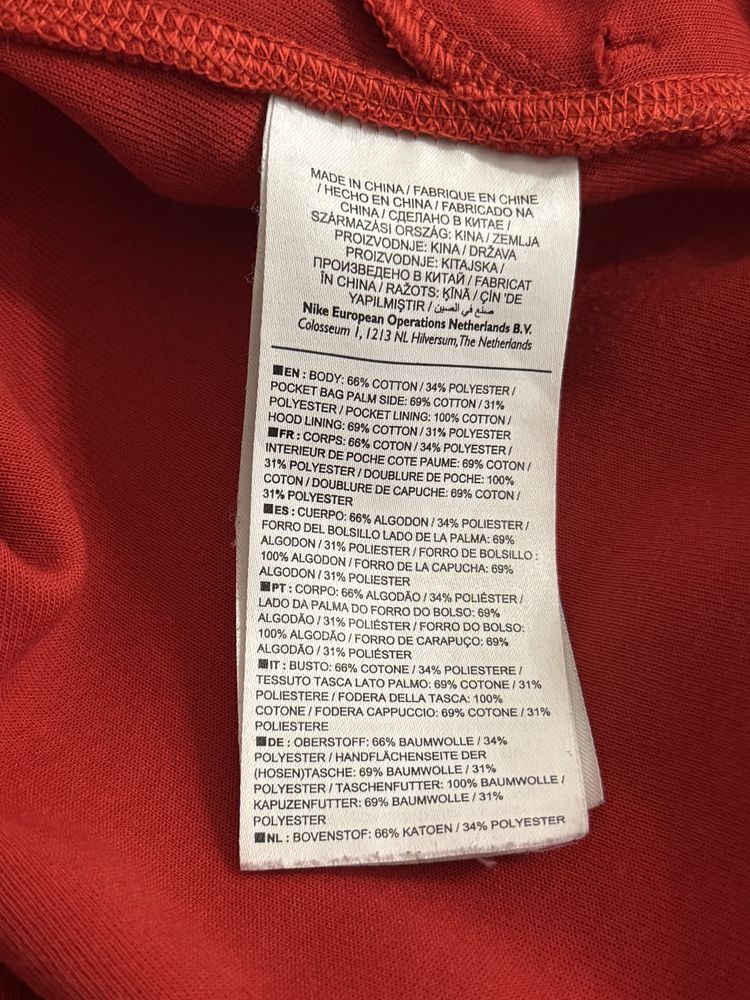 MADE IN CHINA / FABRIQUE EN CHINE
/ HECHO EN CHINA / FABRICADO NA
CHINA / СДЕЛАНО В КИТАЕ /
SZÁRMAZÁSI ORSZÁG: KINA / ZEMLJA
PROIZVODNJE: KINA / DRŽAVA
PROIZVODNJE: KITAJSKA /
ПРОИЗВЕДЕНО В КИТАЙ / FABRICAT
ÎN CHINA / RAŽOTS: ĶĪNĀ / ÇİN 'DE
YAPILMIŞTIR / صنع في الصين
Nike European Operations Netherlands B.V.
Colosseum 1, 1213 NL Hilversum, The Netherlands
EN : BODY: 66% COTTON / 34% POLYESTER /
POCKET BAG PALM SIDE: 69% COTTON / 31%
POLYESTER / POCKET LINING: 100% COTTON /
HOOD LINING: 69% COTTON / 31% POLYESTER
FR : CORPS: 66% COTON / 34% POLYESTER /
INTERIEUR DE POCHE COTE PAUME: 69% COTON /
31% POLYESTER / DOUBLURE DE POCHE: 100%
COTON / DOUBLURE DE CAPUCHE: 69% COTON /
31% POLYESTER
ES : CUERPO: 66% ALGODON / 34% POLIESTER /
FORRO DEL BOLSILLO LADO DE LA PALMA: 69%
ALGODON / 31% POLIESTER / FORRO DE BOLSILLO :
100% ALGODON / FORRO DE LA CAPUCHA: 69%
ALGODON / 31% POLIESTER
PT : CORPO: 66% ALGODÃO / 34% POLIÉSTER /
LADO DA PALMA DO FORRO DO BOLSO: 69%
ALGODÃO / 31% POLIÉSTER / FORRO DO BOLSO:
100% ALGODÃO / FORRO DE CARAPUÇO: 69%
ALGODÃO / 31% POLIÉSTER
IT : BUSTO: 66% COTONE / 34% POLIESTERE /
TESSUTO TASCA LATO PALMO: 69% COTONE / 31%
POLIESTERE / FODERA DELLA TASCA: 100%
COTONE / FODERA CAPPUCCIO: 69% COTONE / 31%
POLIESTERE
DE : OBERSTOFF: 66% BAUMWOLLE / 34%
POLYESTER / HANDFLÄCHENSEITE DER
(HOSEN)TASCHE: 69% BAUMWOLLE / 31%
POLYESTER / TASCHENFUTTER: 100% BAUMWOLLE /
KAPUZENFUTTER: 69% BAUMWOLLE / 31%
POLYESTER
NL : BOVENSTOF: 66% KATOEN / 34% POLYESTER